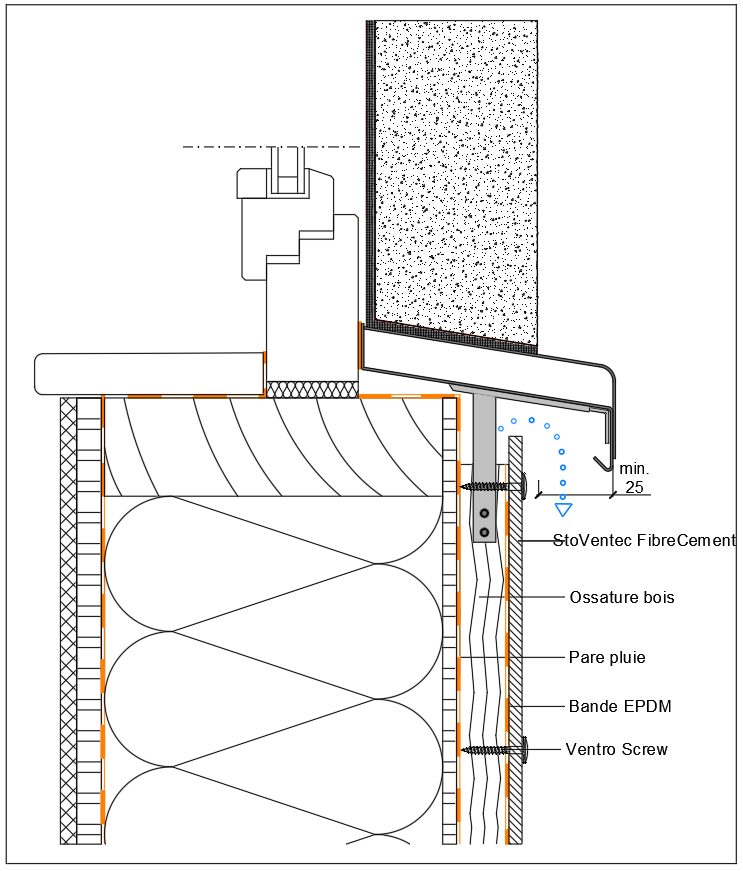 min.
25
StoVentec FibreCement
Ossature bois
Pare pluie
Bande EPDM
Ventro Screw